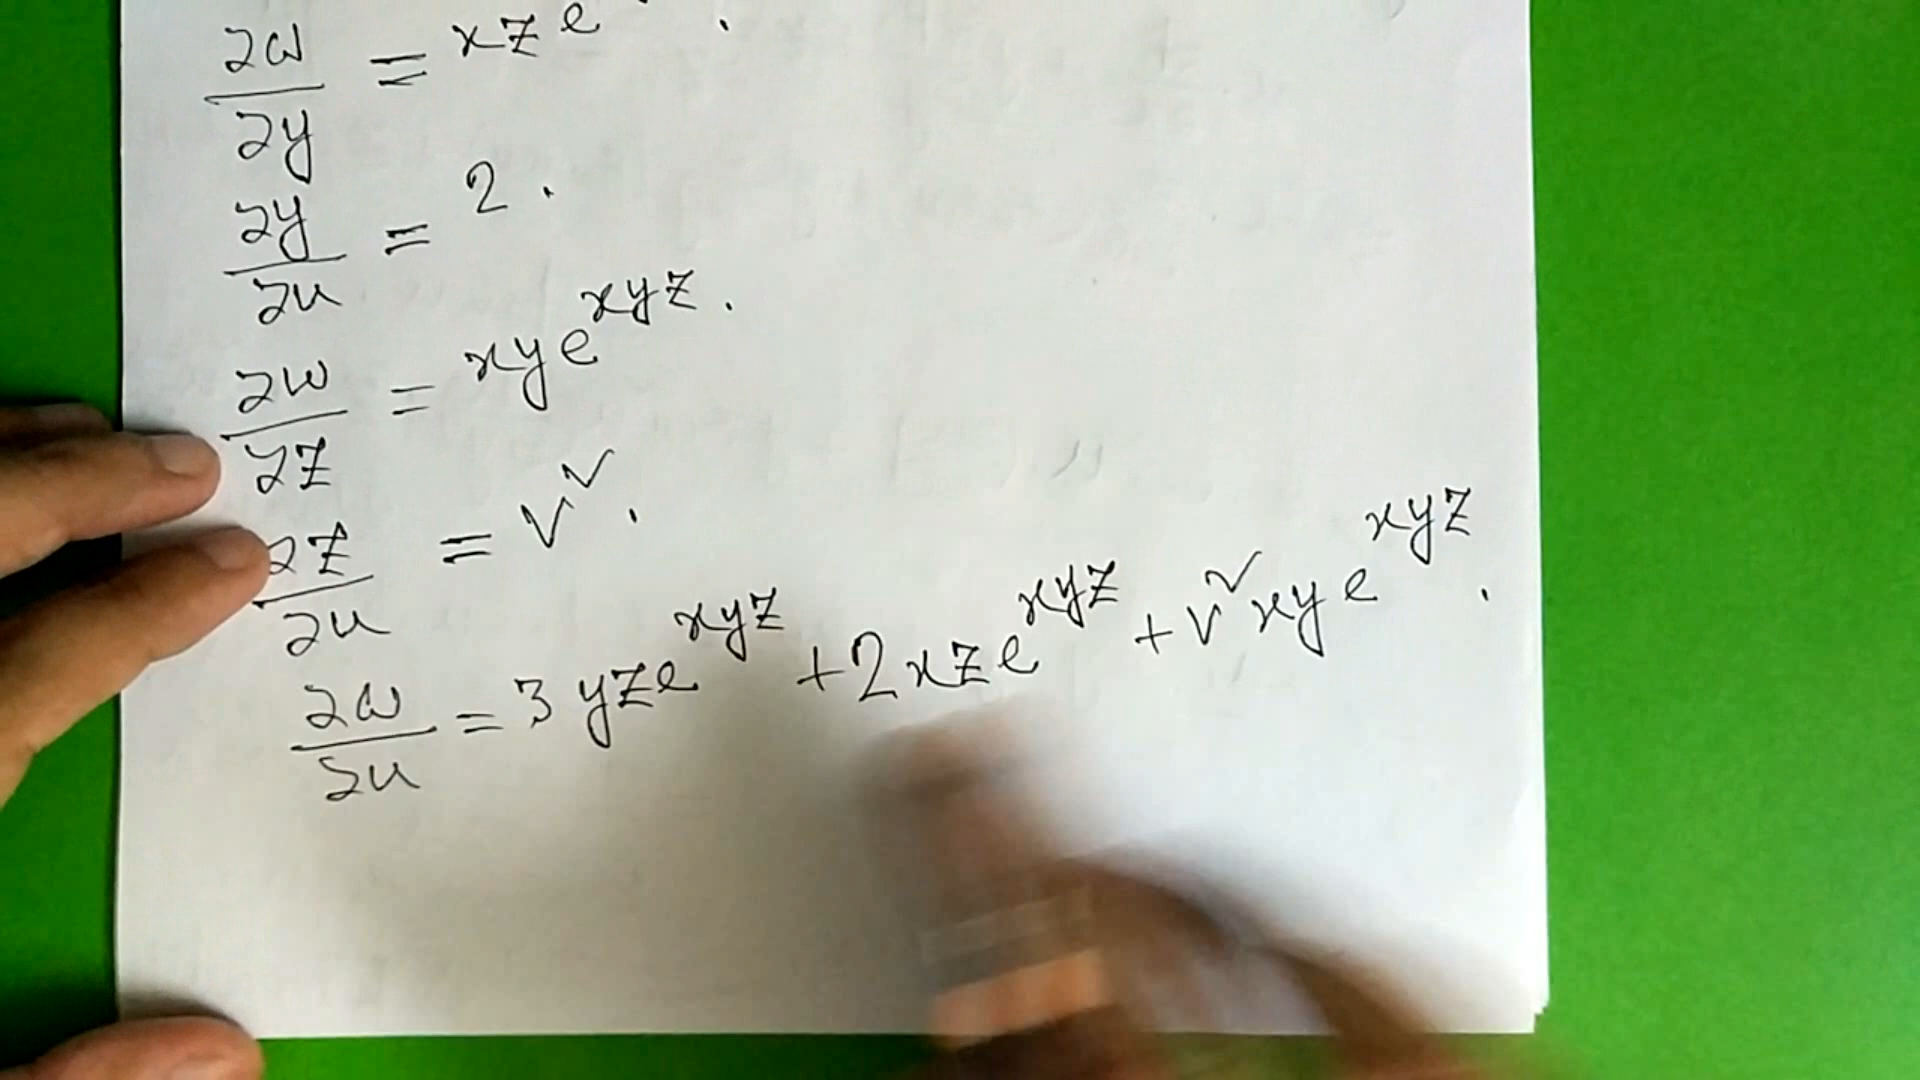 ∂w/∂y = xze .
∂y/∂u = 2 .
∂w/∂z = xye^xyz .
∂z/∂u = v² .
∂w/∂u = 3yze^xyz + 2xze^xyz + v²xye^xyz .